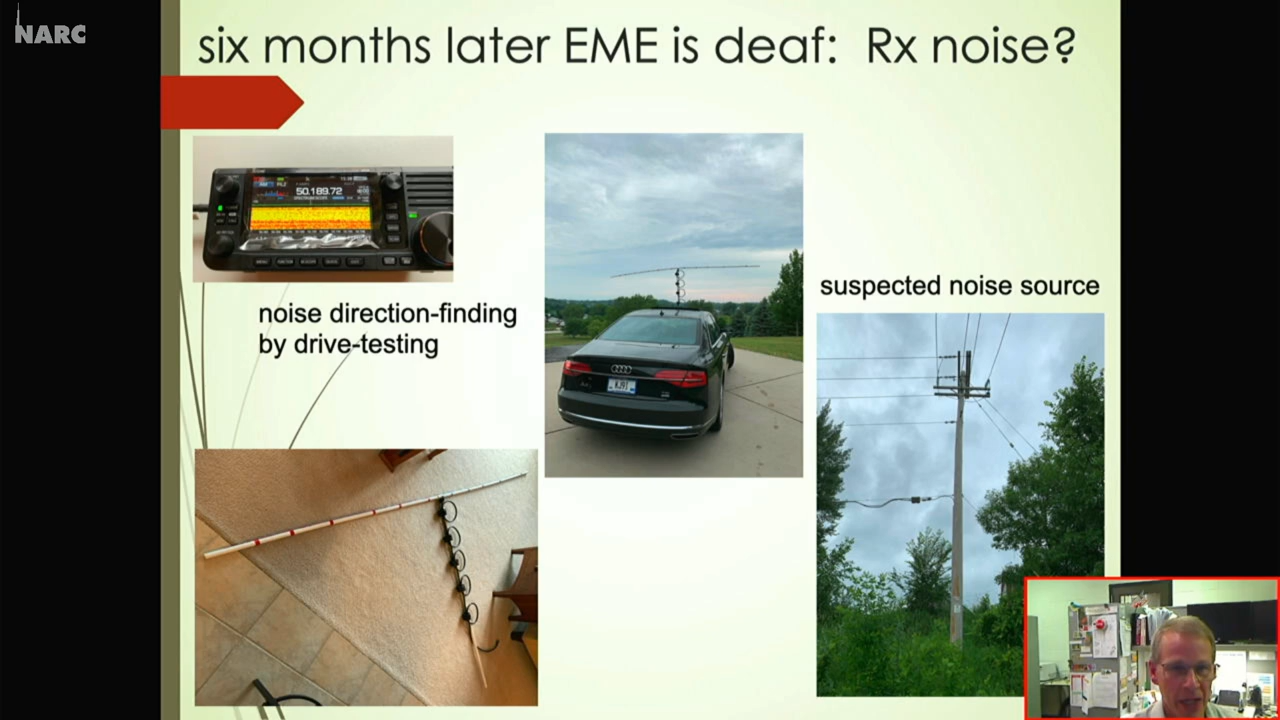 NARC
six months later EME is deaf: Rx noise?
50.189.72
noise direction-finding
by drive-testing
suspected noise source